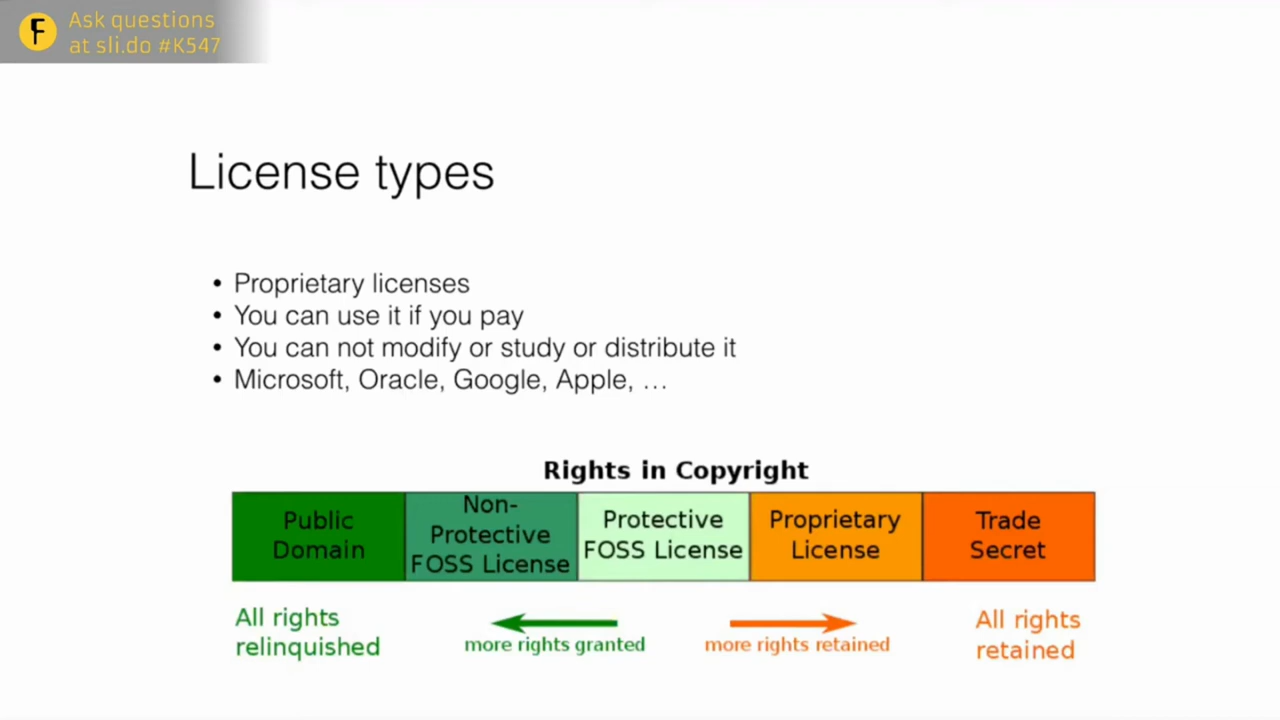 F
Ask questions
at sli.do #K547
License types
• Proprietary licenses
• You can use it if you pay
• You can not modify or study or distribute it
• Microsoft, Oracle, Google, Apple, …
Rights in Copyright
Public
Domain
Non-
Protective
FOSS License
Protective
FOSS License
Proprietary
License
Trade
Secret
All rights
relinquished
more rights granted
more rights retained
All rights
retained